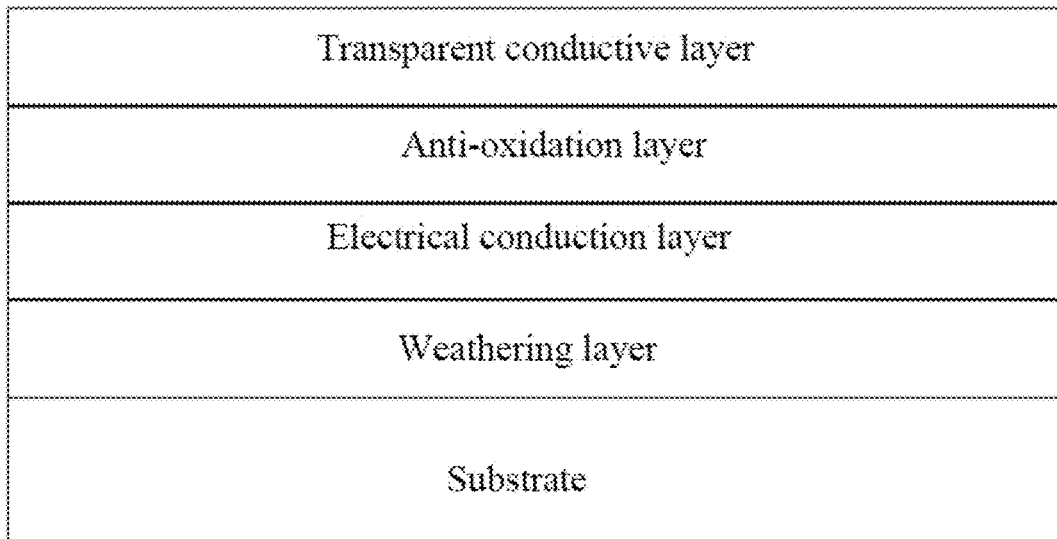 Transparent conductive layer
Anti-oxidation layer
Electrical conduction layer
Weathering layer
Substrate